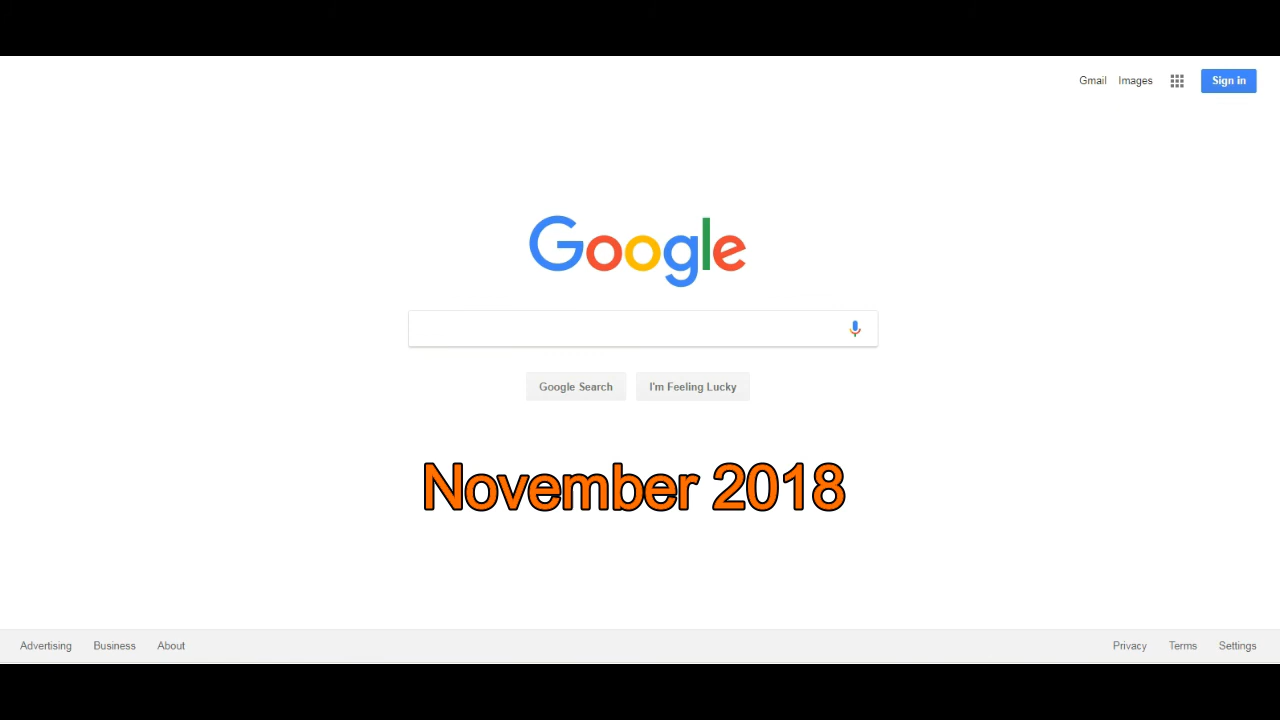 Gmail Images Sign in
Google
Google Search I'm Feeling Lucky
November 2018
Advertising Business About Privacy Terms Settings